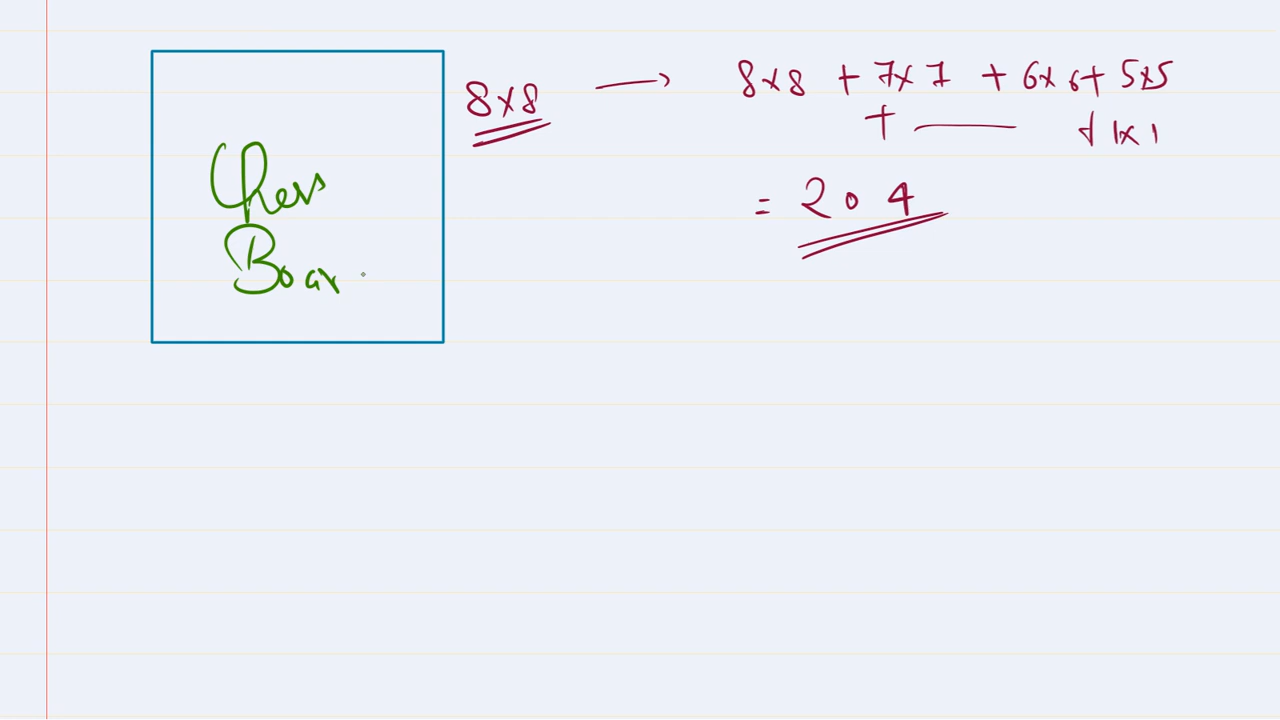 8x8 → 8x8 + 7x7 + 6x6 + 5x5
+ —— + 1x1
= 204
Chess
Boar